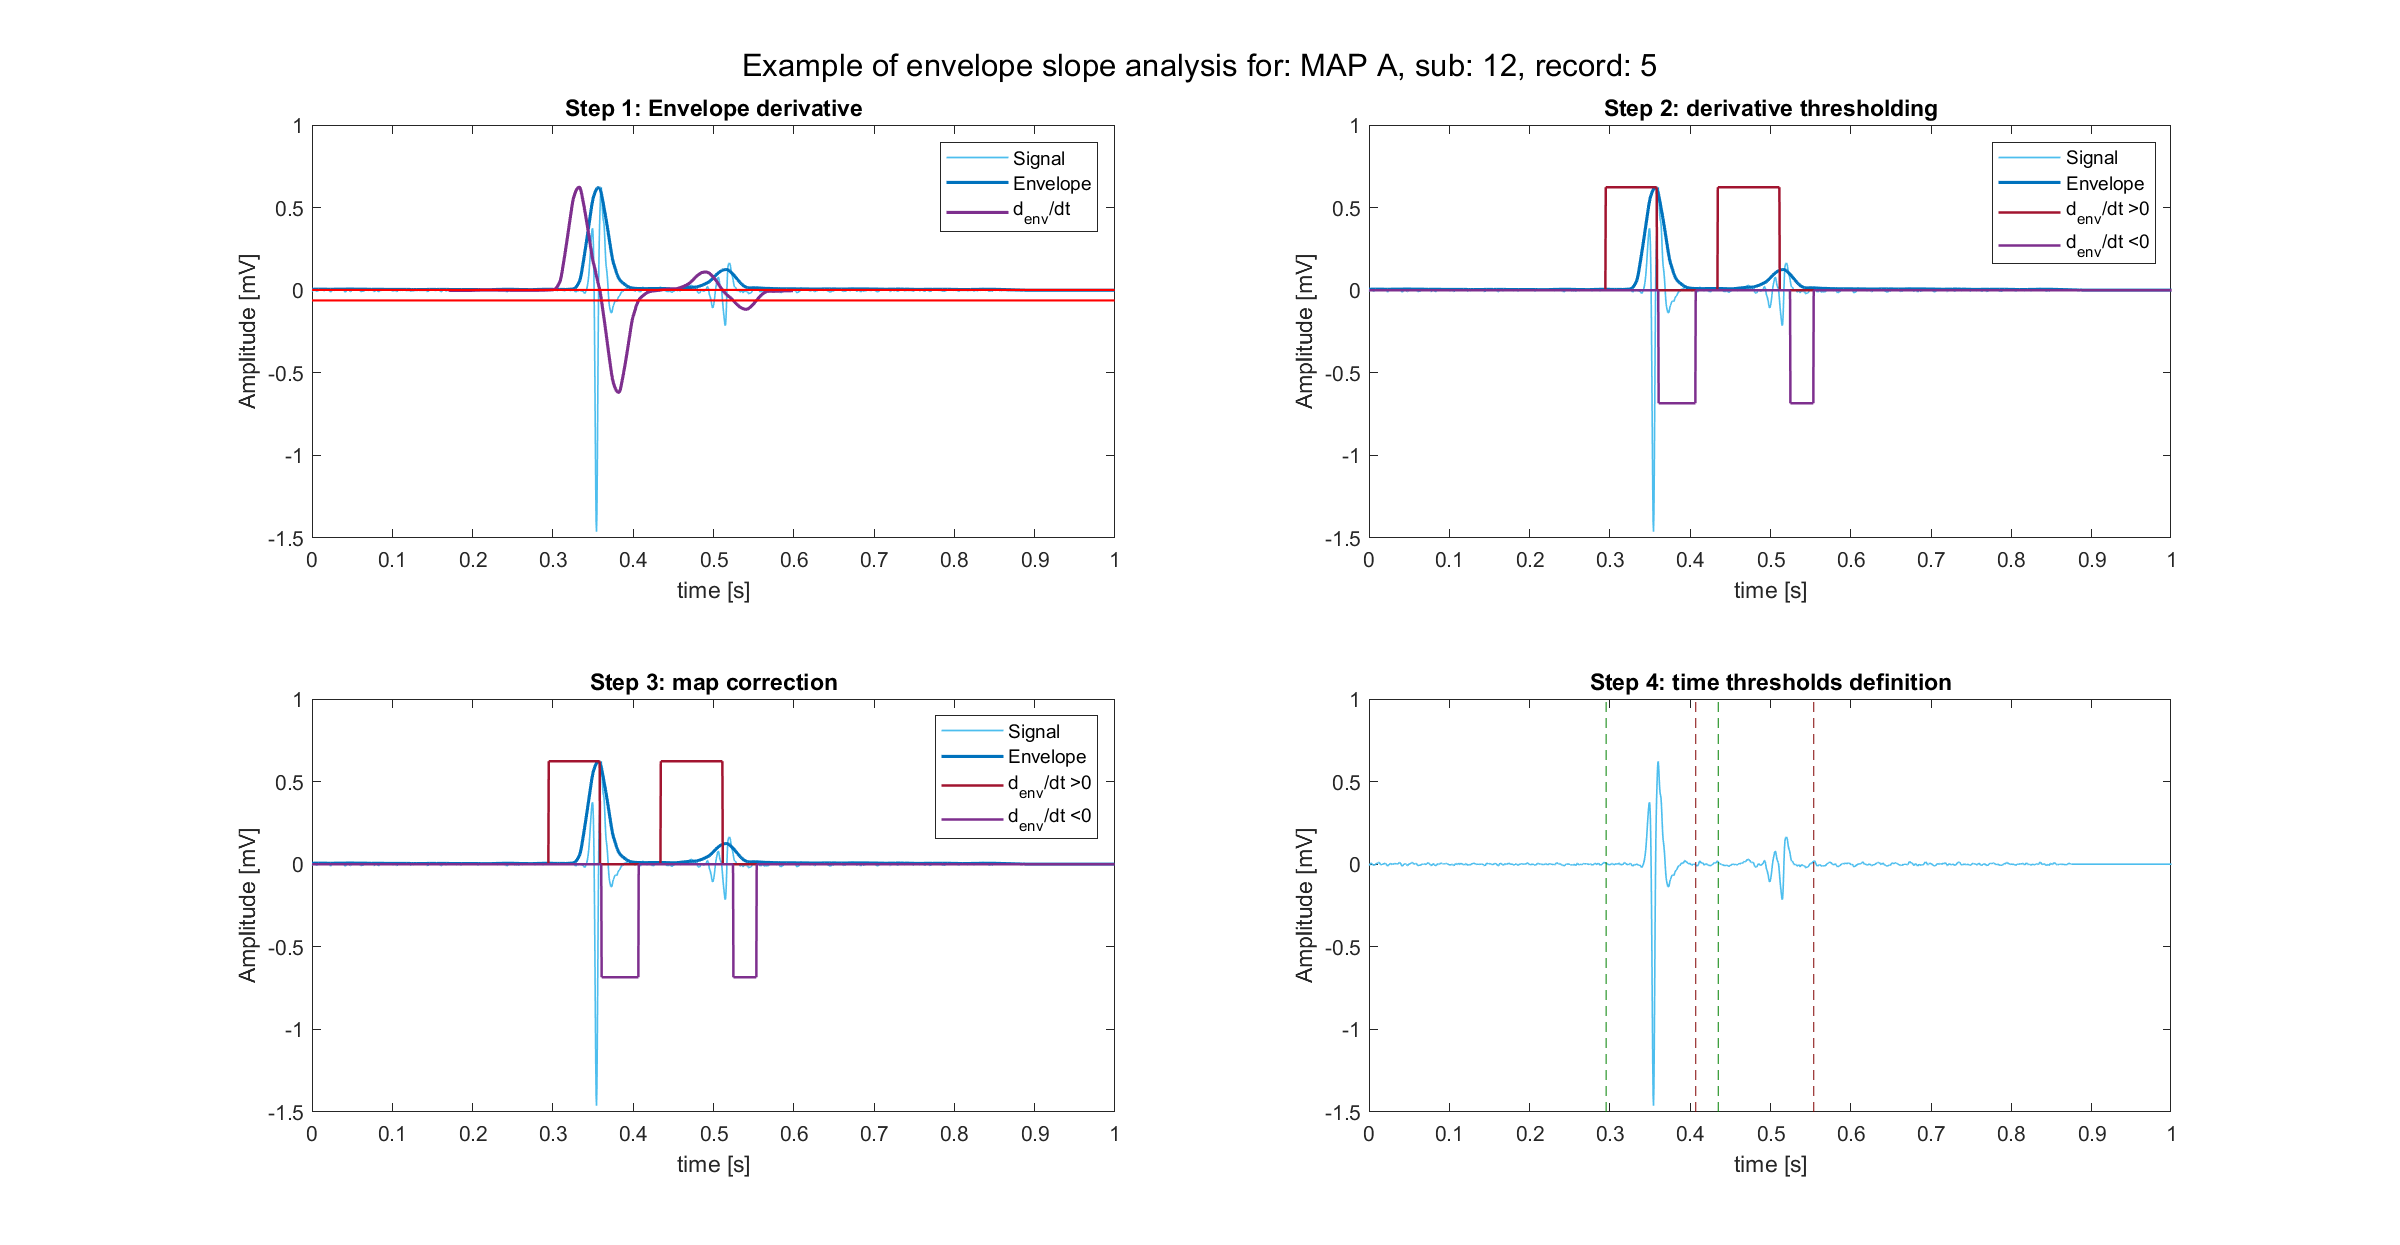 Example of envelope slope analysis for: MAP A, sub: 12, record: 5
Step 1: Envelope derivative
1
0.5
0
-0.5
-1
-1.5
Amplitude [mV]
0 0.1 0.2 0.3 0.4 0.5 0.6 0.7 0.8 0.9 1
time [s]
Signal
Envelope
d_env/dt
Step 2: derivative thresholding
1
0.5
0
-0.5
-1
-1.5
Amplitude [mV]
0 0.1 0.2 0.3 0.4 0.5 0.6 0.7 0.8 0.9 1
time [s]
Signal
Envelope
d_env/dt >0
d_env/dt <0
Step 3: map correction
1
0.5
0
-0.5
-1
-1.5
Amplitude [mV]
0 0.1 0.2 0.3 0.4 0.5 0.6 0.7 0.8 0.9 1
time [s]
Signal
Envelope
d_env/dt >0
d_env/dt <0
Step 4: time thresholds definition
1
0.5
0
-0.5
-1
-1.5
Amplitude [mV]
0 0.1 0.2 0.3 0.4 0.5 0.6 0.7 0.8 0.9 1
time [s]